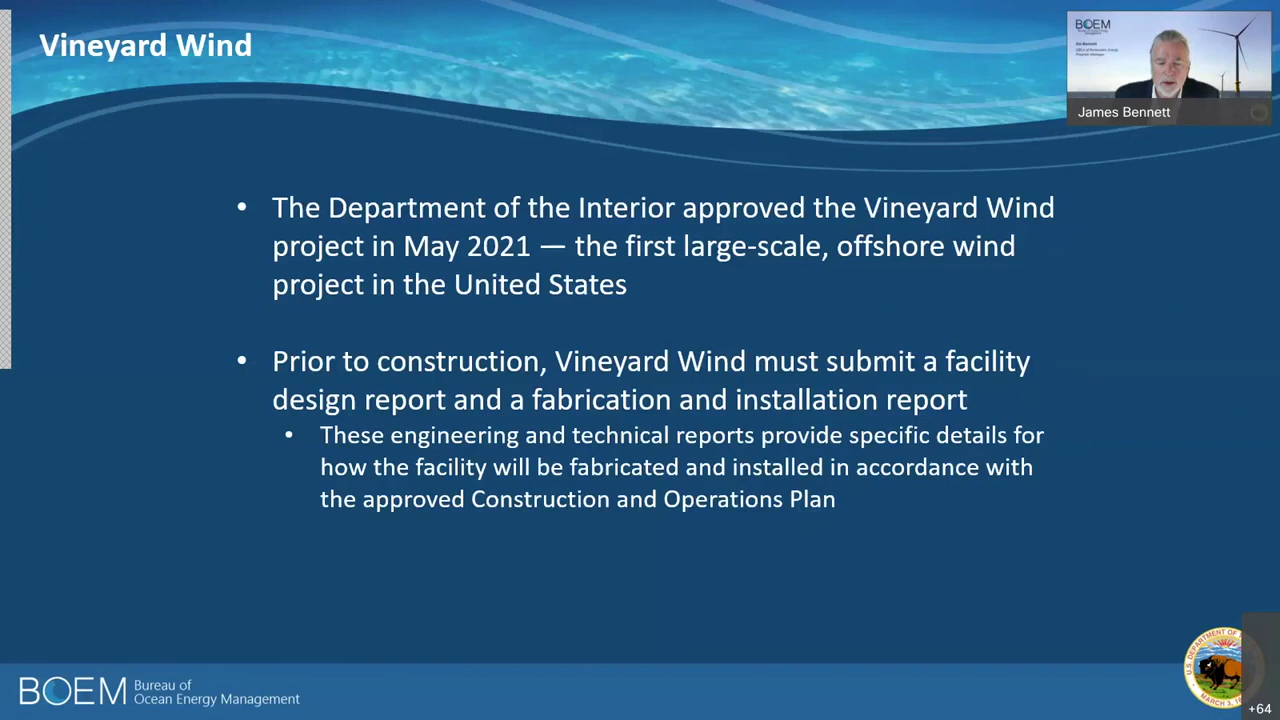 Vineyard Wind
BOEM
James Bennett
• The Department of the Interior approved the Vineyard Wind
project in May 2021 — the first large-scale, offshore wind
project in the United States
• Prior to construction, Vineyard Wind must submit a facility
design report and a fabrication and installation report
• These engineering and technical reports provide specific details for
how the facility will be fabricated and installed in accordance with
the approved Construction and Operations Plan
BOEM
Bureau of
Ocean Energy Management
U.S. DEPARTMENT OF
MARCH 3, 
+64